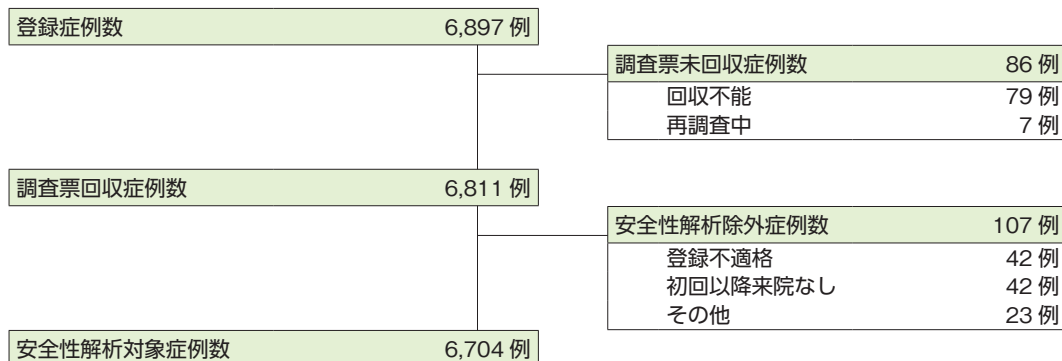 登録症例数 6,897 例
調査票未回収症例数 86 例
回収不能 79 例
再調査中 7 例
調査票回収症例数 6,811 例
安全性解析除外症例数 107 例
登録不適格 42 例
初回以降来院なし 42 例
その他 23 例
安全性解析対象症例数 6,704 例